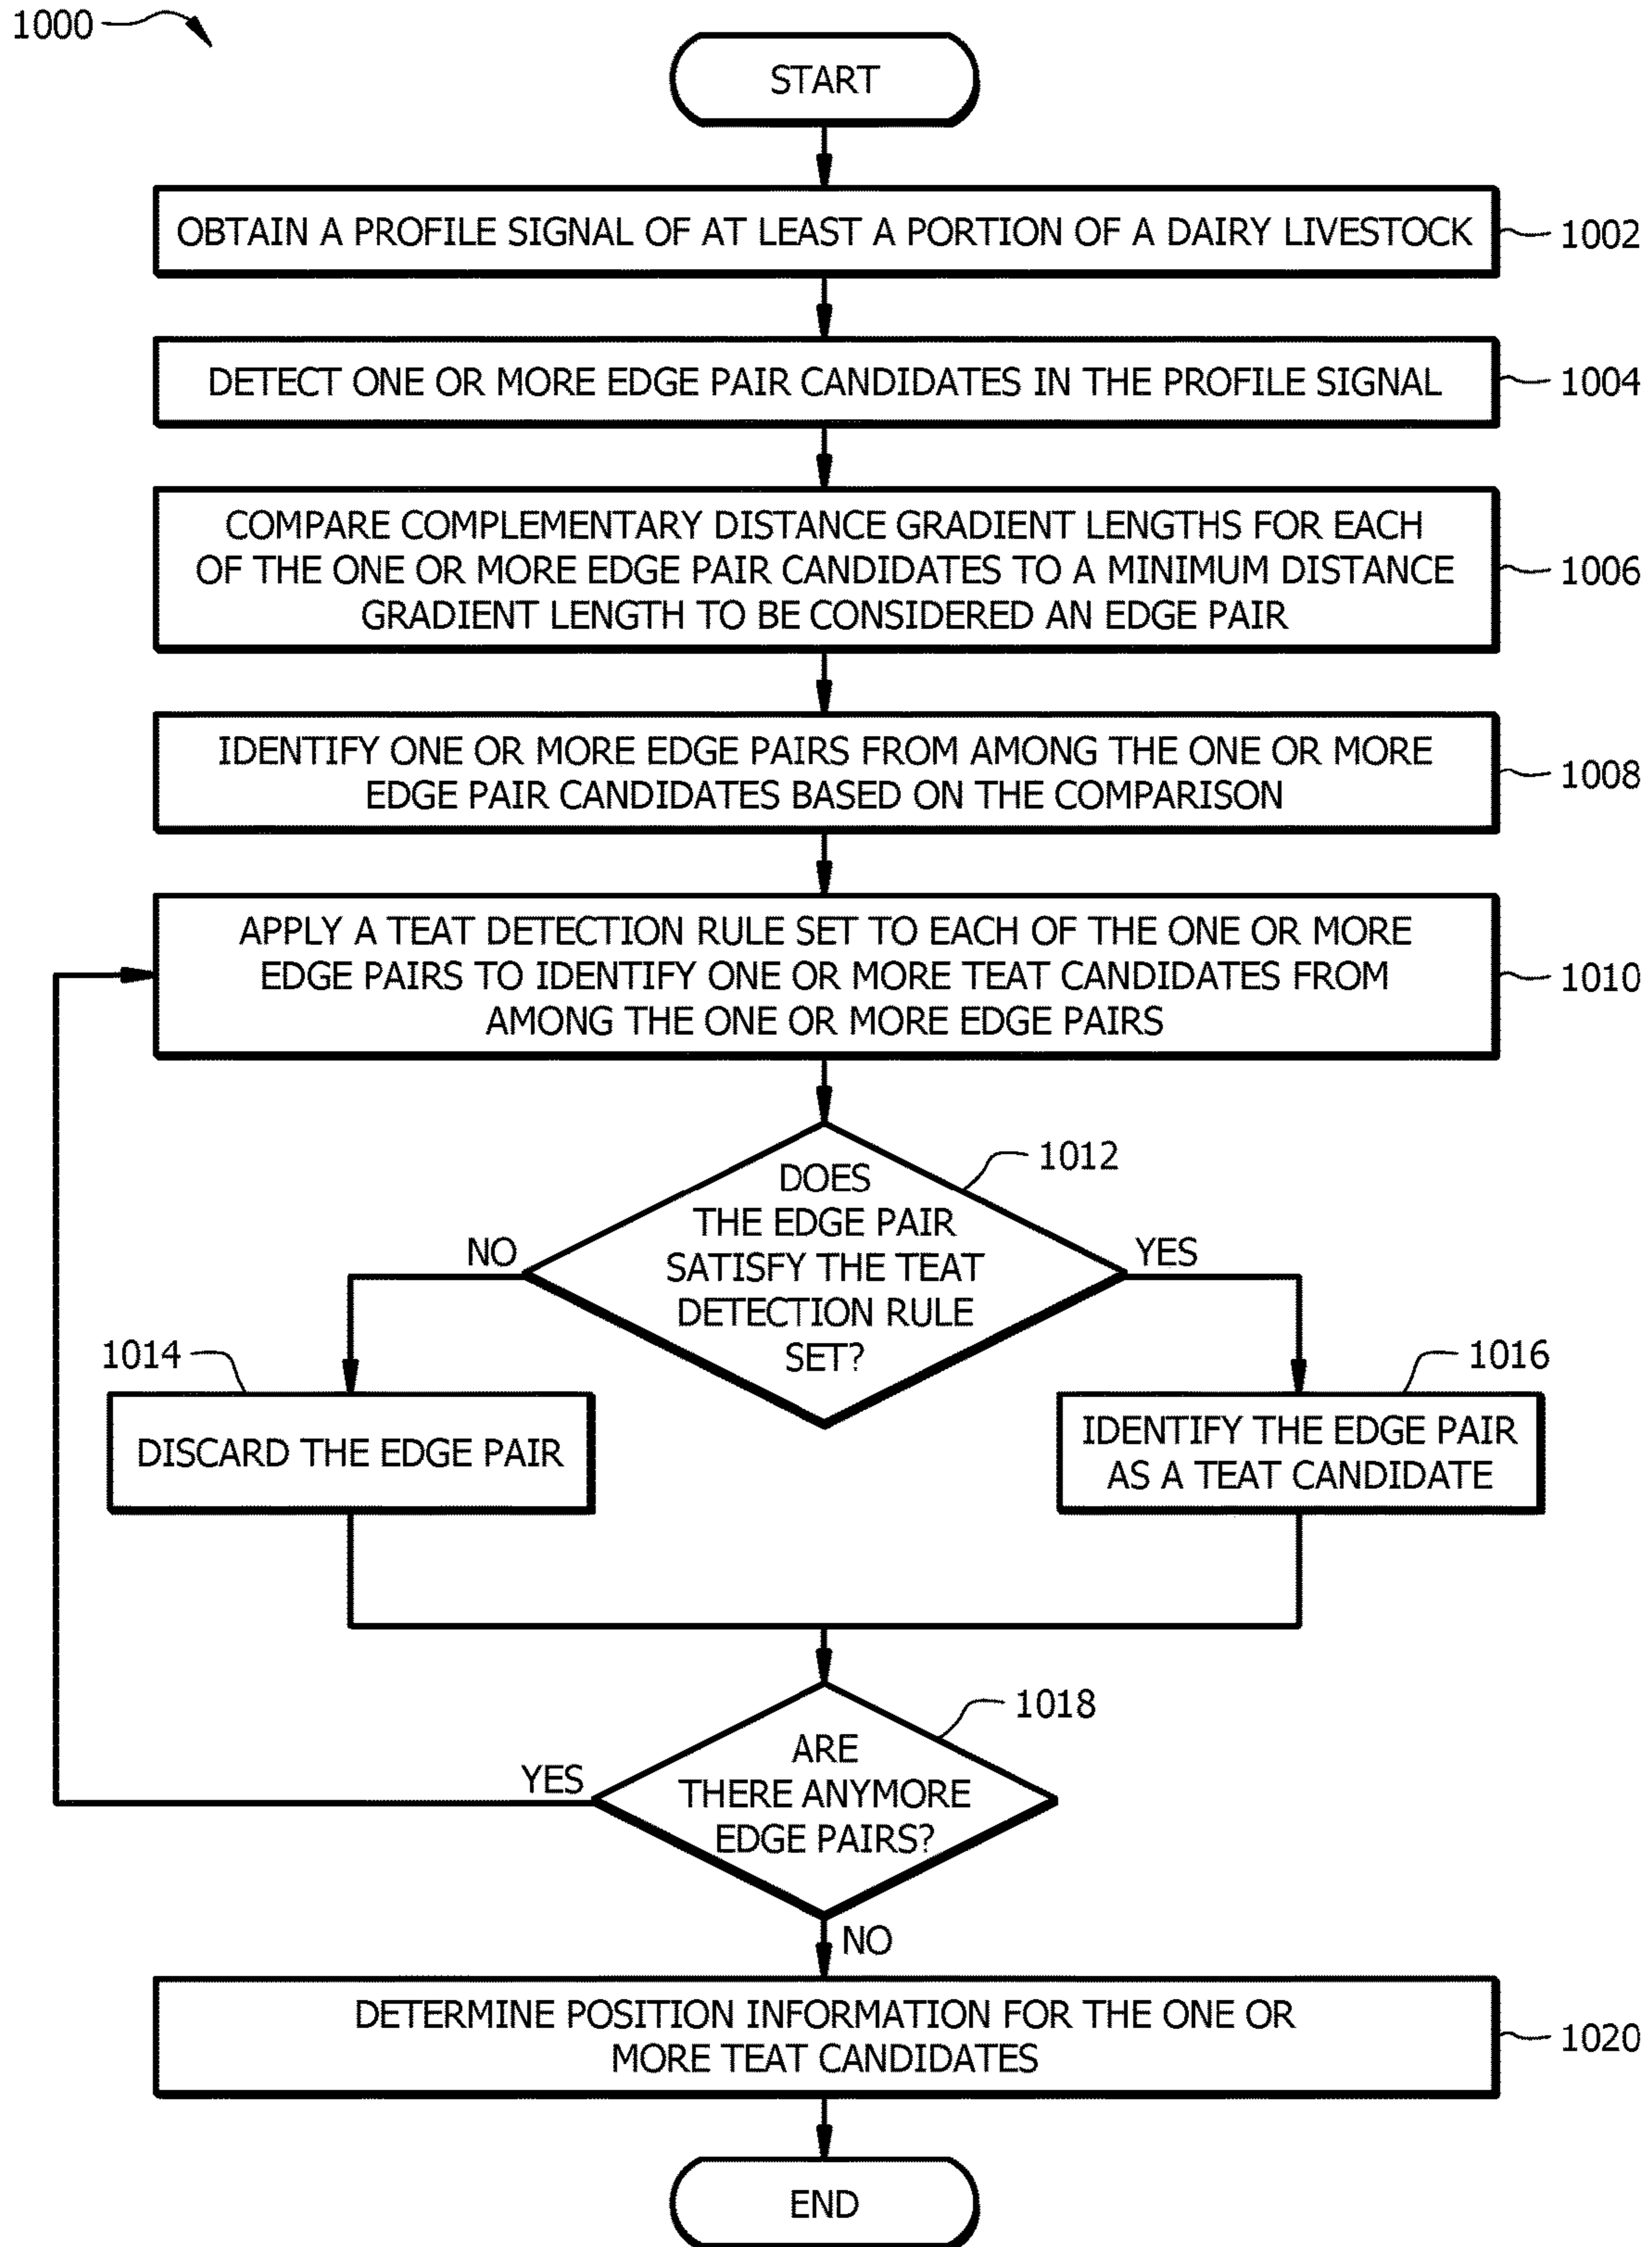 1000
START
OBTAIN A PROFILE SIGNAL OF AT LEAST A PORTION OF A DAIRY LIVESTOCK
1002
DETECT ONE OR MORE EDGE PAIR CANDIDATES IN THE PROFILE SIGNAL
1004
COMPARE COMPLEMENTARY DISTANCE GRADIENT LENGTHS FOR EACH
OF THE ONE OR MORE EDGE PAIR CANDIDATES TO A MINIMUM DISTANCE
GRADIENT LENGTH TO BE CONSIDERED AN EDGE PAIR
1006
IDENTIFY ONE OR MORE EDGE PAIRS FROM AMONG THE ONE OR MORE
EDGE PAIR CANDIDATES BASED ON THE COMPARISON
1008
APPLY A TEAT DETECTION RULE SET TO EACH OF THE ONE OR MORE
EDGE PAIRS TO IDENTIFY ONE OR MORE TEAT CANDIDATES FROM
AMONG THE ONE OR MORE EDGE PAIRS
1010
DOES
THE EDGE PAIR
SATISFY THE TEAT
DETECTION RULE
SET?
1012
NO
YES
1014
DISCARD THE EDGE PAIR
1016
IDENTIFY THE EDGE PAIR
AS A TEAT CANDIDATE
ARE
THERE ANYMORE
EDGE PAIRS?
1018
YES
NO
DETERMINE POSITION INFORMATION FOR THE ONE OR
MORE TEAT CANDIDATES
1020
END